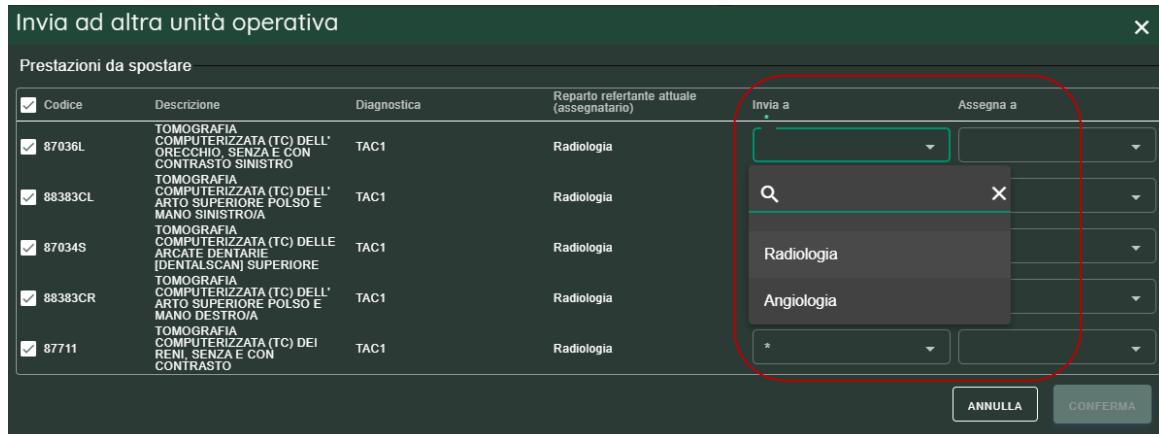 Invia ad altra unità operativa
Prestazioni da spostare
Codice Descrizione Diagnostica Reparto refertante attuale (assegnatario) Invia a * Assegna a
87036L
TOMOGRAFIA
COMPUTERIZZATA (TC) DELL'
ORECCHIO, SENZA E CON
CONTRASTO SINISTRO
TAC1
Radiologia
88383CL
TOMOGRAFIA
COMPUTERIZZATA (TC) DELL'
ARTO SUPERIORE POLSO E
MANO SINISTRO/A
TAC1
Radiologia
87034S
TOMOGRAFIA
COMPUTERIZZATA (TC) DELLE
ARCATE DENTARIE
[DENTALSCAN] SUPERIORE
TAC1
Radiologia
88383CR
TOMOGRAFIA
COMPUTERIZZATA (TC) DELL'
ARTO SUPERIORE POLSO E
MANO DESTRO/A
TAC1
Radiologia
87711
TOMOGRAFIA
COMPUTERIZZATA (TC) DEI
RENI, SENZA E CON
CONTRASTO
TAC1
Radiologia
*
Radiologia
Angiologia
ANNULLA
CONFERMA